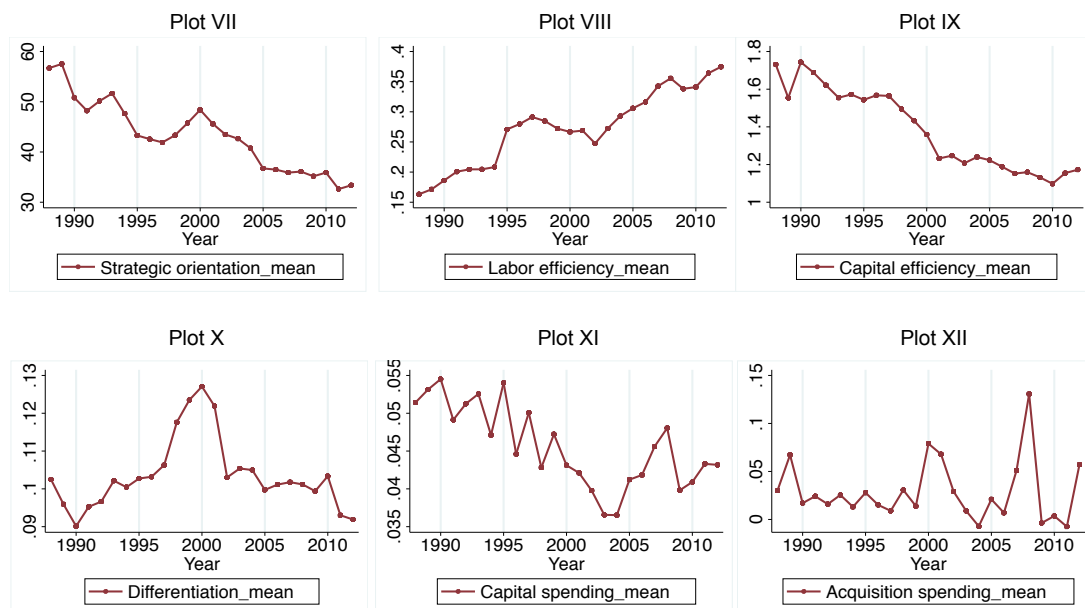 Plot VII
60
50
40
30
1990 1995 2000 2005 2010
Year
Strategic orientation_mean
Plot VIII
.4
.35
.3
.25
.2
.15
1990 1995 2000 2005 2010
Year
Labor efficiency_mean
Plot IX
1.8
1.6
1.4
1.2
1
1990 1995 2000 2005 2010
Year
Capital efficiency_mean
Plot X
.13
.12
.11
.1
.09
1990 1995 2000 2005 2010
Year
Differentiation_mean
Plot XI
.055
.05
.045
.04
.035
1990 1995 2000 2005 2010
Year
Capital spending_mean
Plot XII
.15
.1
.05
0
1990 1995 2000 2005 2010
Year
Acquisition spending_mean